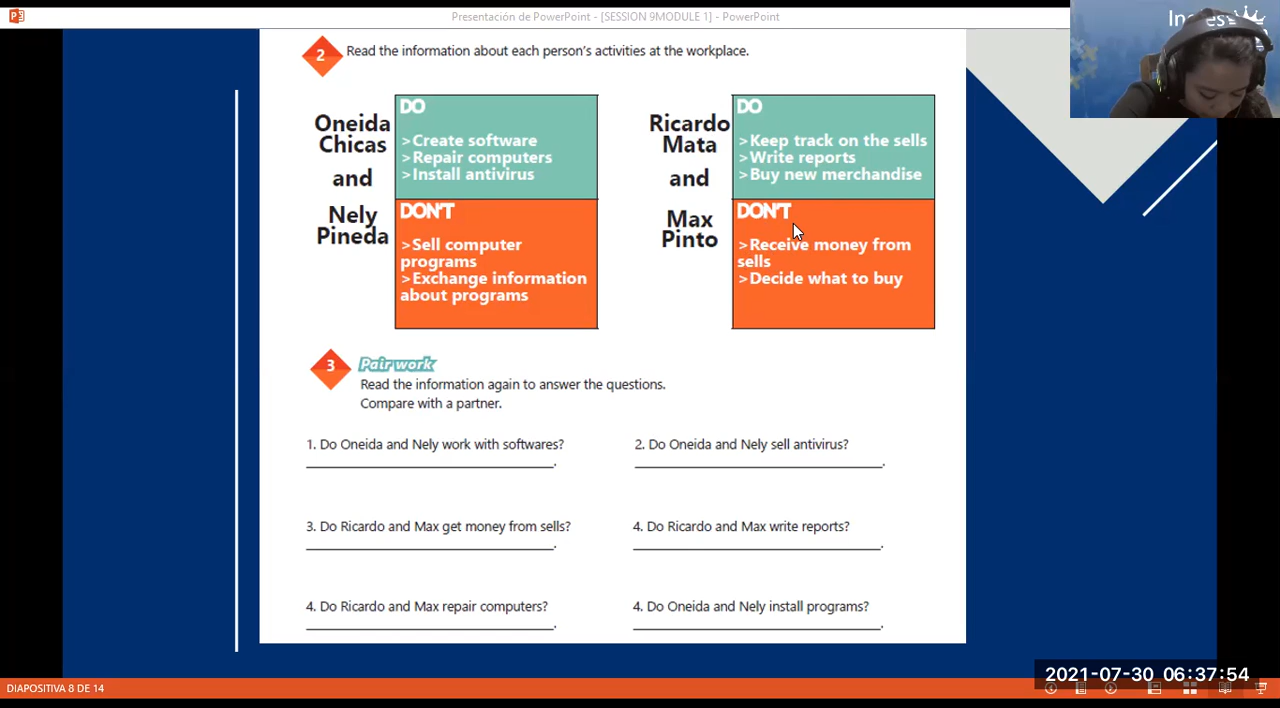 Presentación de PowerPoint - [SESSION 9MODULE 1] - PowerPoint
2
Read the information about each person's activities at the workplace.
Oneida
Chicas
and
Nely
Pineda
DO
>Create software
>Repair computers
>Install antivirus
DON'T
>Sell computer
programs
>Exchange information
about programs
Ricardo
Mata
and
Max
Pinto
DO
>Keep track on the sells
>Write reports
>Buy new merchandise
DON'T
>Receive money from
sells
>Decide what to buy
3
Pair work
Read the information again to answer the questions.
Compare with a partner.
1. Do Oneida and Nely work with softwares?
2. Do Oneida and Nely sell antivirus?
3. Do Ricardo and Max get money from sells?
4. Do Ricardo and Max write reports?
4. Do Ricardo and Max repair computers?
4. Do Oneida and Nely install programs?
2021-07-30 06:37:54
DIAPOSITIVA 8 DE 14